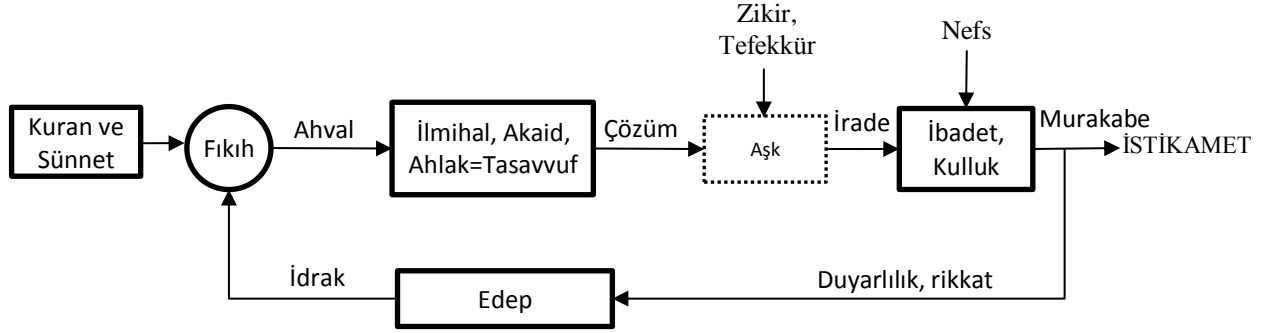 Zikir,
Tefekkür
Nefs
Kuran ve
Sünnet
Fıkıh
Ahval
İlmihal, Akaid,
Ahlak=Tasavvuf
Çözüm
Aşk
İrade
İbadet,
Kulluk
Murakabe
İSTİKAMET
İdrak
Edep
Duyarlılık, rikkat